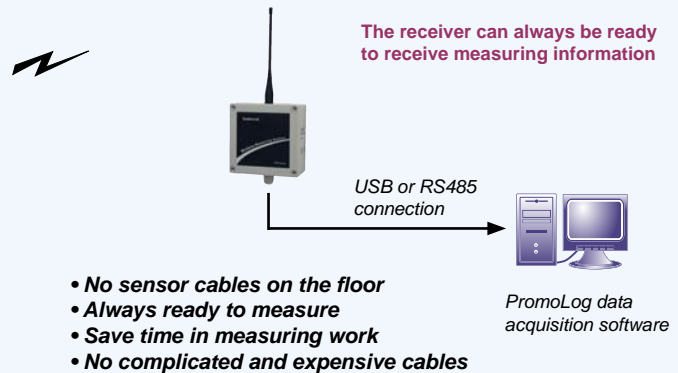 The receiver can always be ready
to receive measuring information
USB or RS485
connection
• No sensor cables on the floor
• Always ready to measure
• Save time in measuring work
• No complicated and expensive cables
PromoLog data
acquisition software